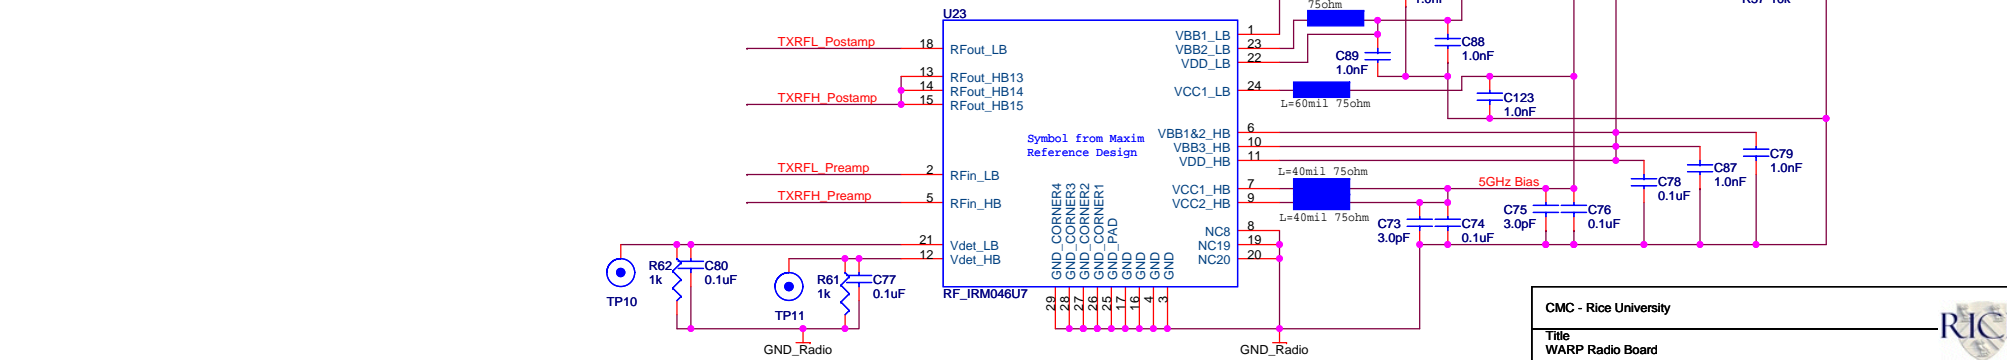 75ohm
U23
TXRFL_Postamp
18
RFout_LB
VBB1_LB
1
VBB2_LB
23
VDD_LB
22
C89
1.0nF
C88
1.0nF
13
RFout_HB13
14
RFout_HB14
TXRFH_Postamp
15
RFout_HB15
VCC1_LB
24
L=60mil 75ohm
C123
1.0nF
Symbol from Maxim
Reference Design
VBB1&2_HB
6
VBB3_HB
10
VDD_HB
11
C79
1.0nF
C87
1.0nF
C78
0.1uF
TXRFL_Preamp
2
RFin_LB
TXRFH_Preamp
5
RFin_HB
L=40mil 75ohm
VCC1_HB
7
VCC2_HB
9
L=40mil 75ohm
5GHz Bias
C73
3.0pF
C74
0.1uF
C75
3.0pF
C76
0.1uF
NC8
8
NC19
19
NC20
20
21
Vdet_LB
12
Vdet_HB
GND_CORNER4
GND_CORNER3
GND_CORNER2
GND_CORNER1
GND_PAD
GND
GND
GND
GND
29
28
27
26
25
17
16
4
3
R62
1k
C80
0.1uF
TP10
R61
1k
C77
0.1uF
TP11
RF_IRM046U7
GND_Radio
GND_Radio
CMC - Rice University
Title
WARP Radio Board
RIC